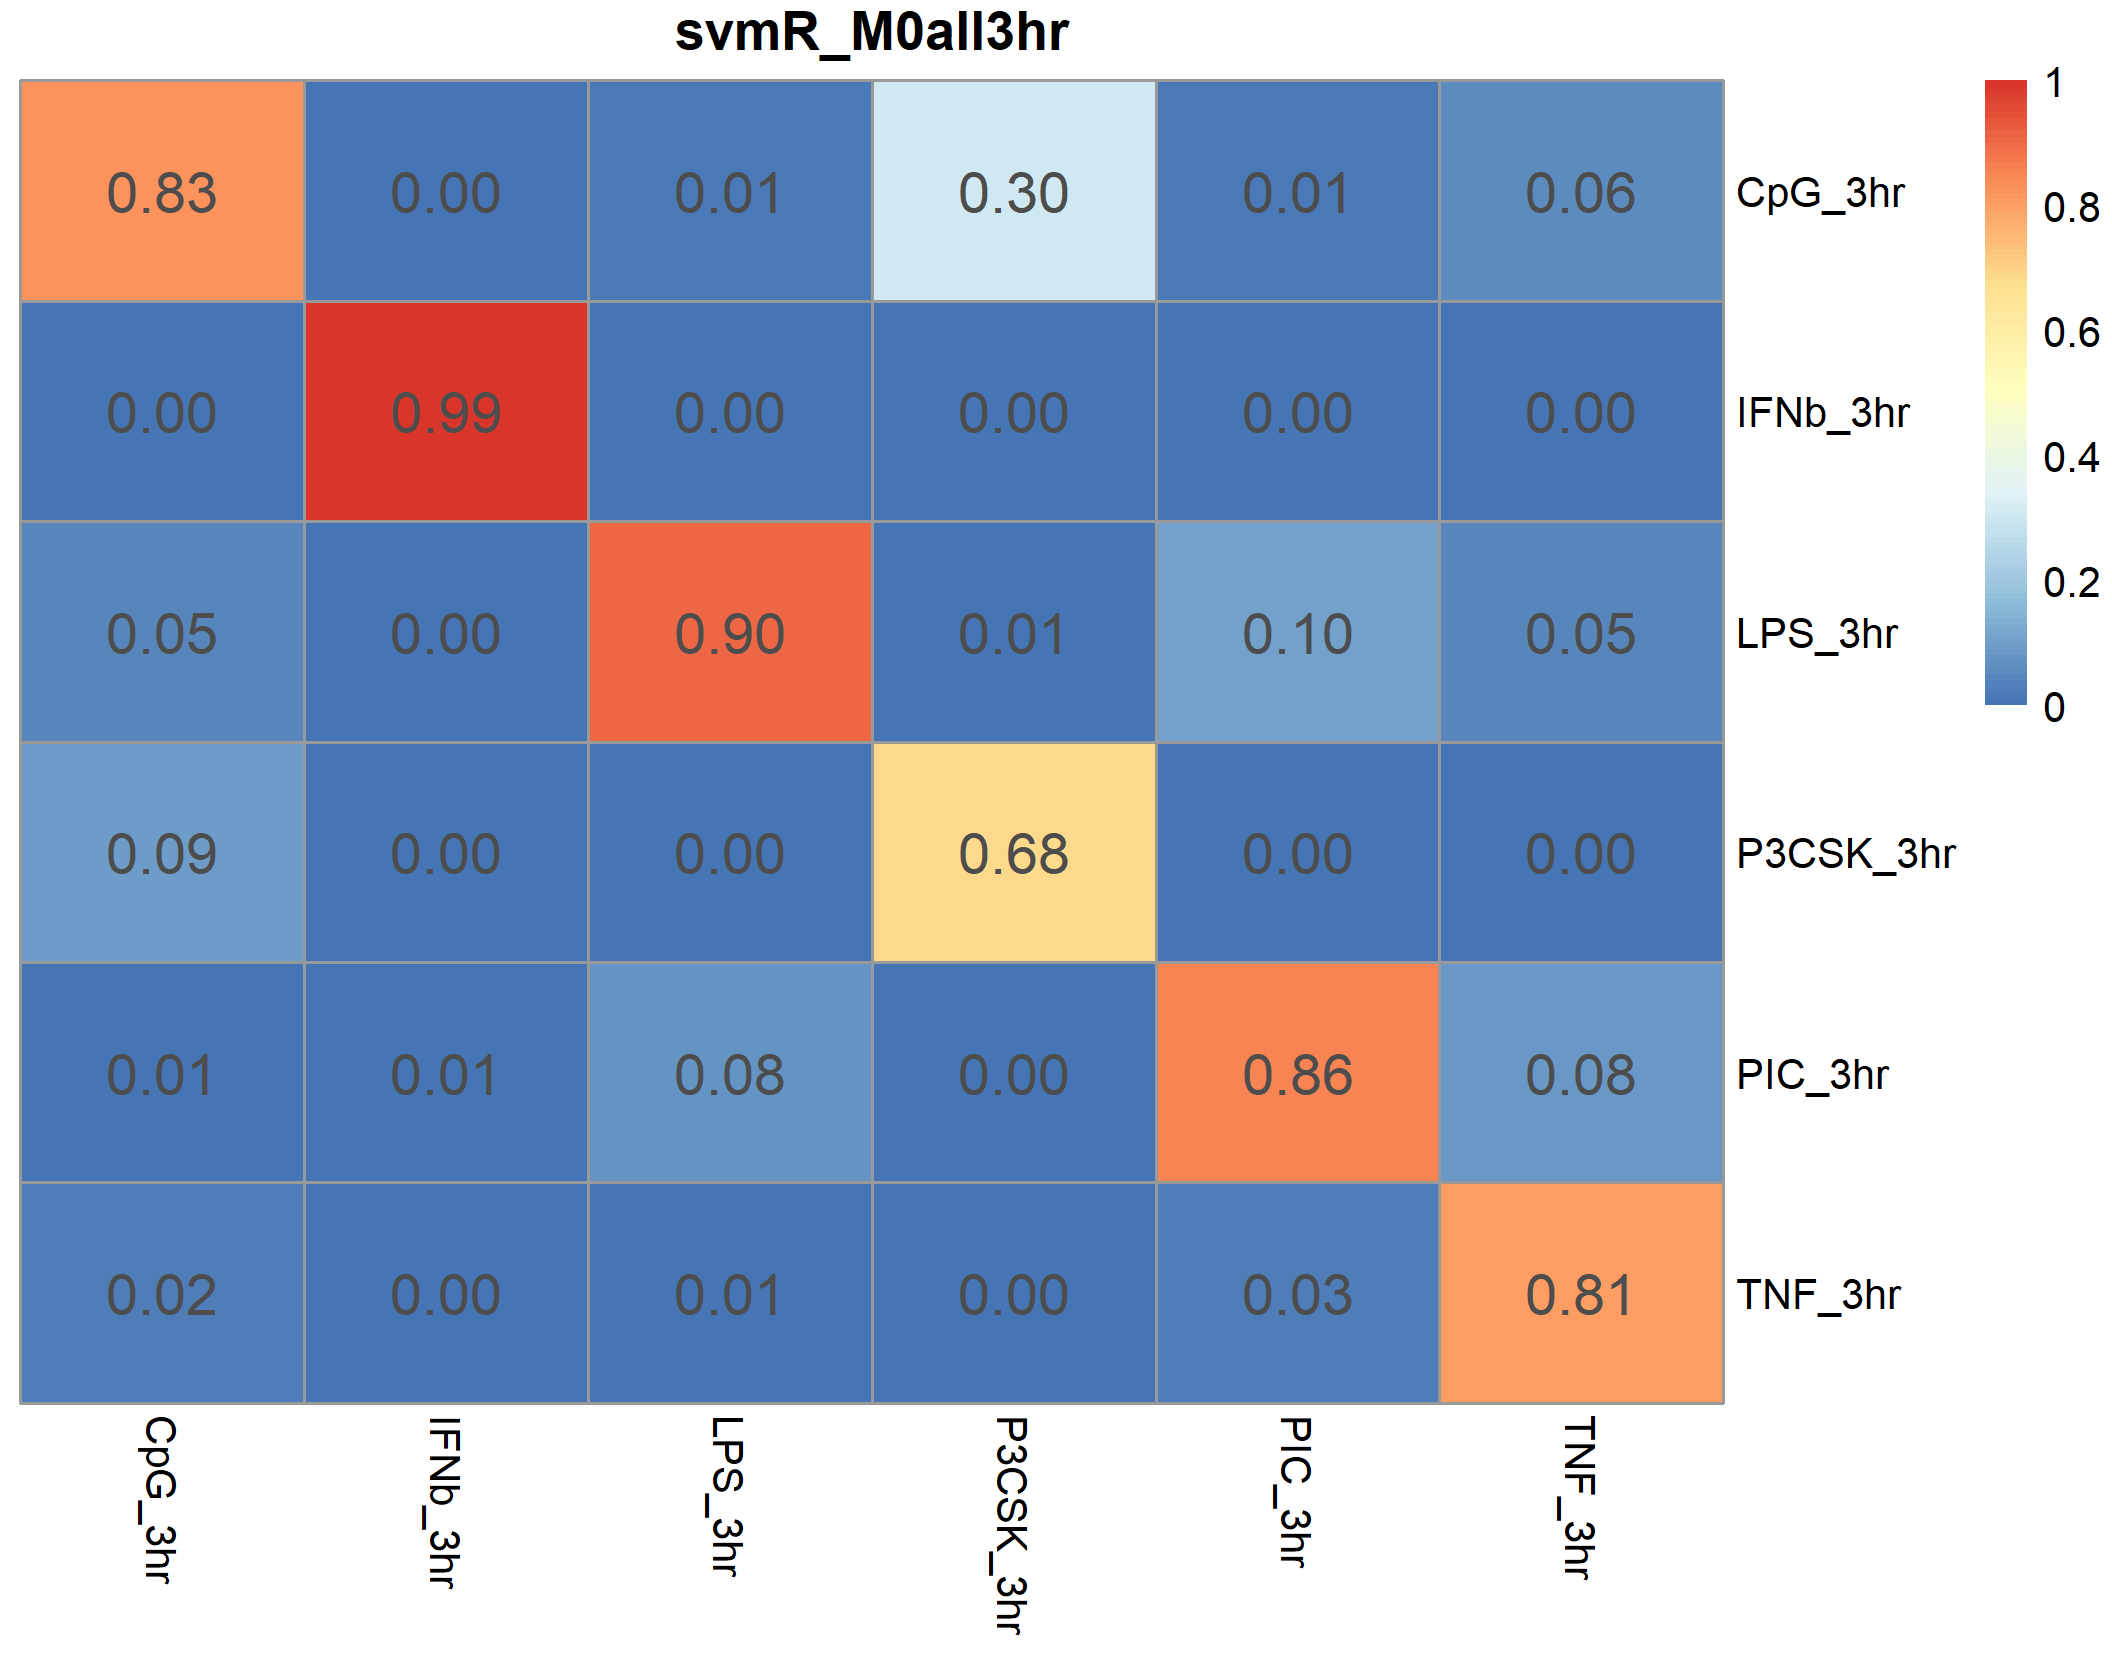 svmR_M0all3hr
0.83 0.00 0.01 0.30 0.01 0.06 CpG_3hr
0.00 0.99 0.00 0.00 0.00 0.00 IFNb_3hr
0.05 0.00 0.90 0.01 0.10 0.05 LPS_3hr
0.09 0.00 0.00 0.68 0.00 0.00 P3CSK_3hr
0.01 0.01 0.08 0.00 0.86 0.08 PIC_3hr
0.02 0.00 0.01 0.00 0.03 0.81 TNF_3hr
CpG_3hr
IFNb_3hr
LPS_3hr
P3CSK_3hr
PIC_3hr
TNF_3hr
1
0.8
0.6
0.4
0.2
0